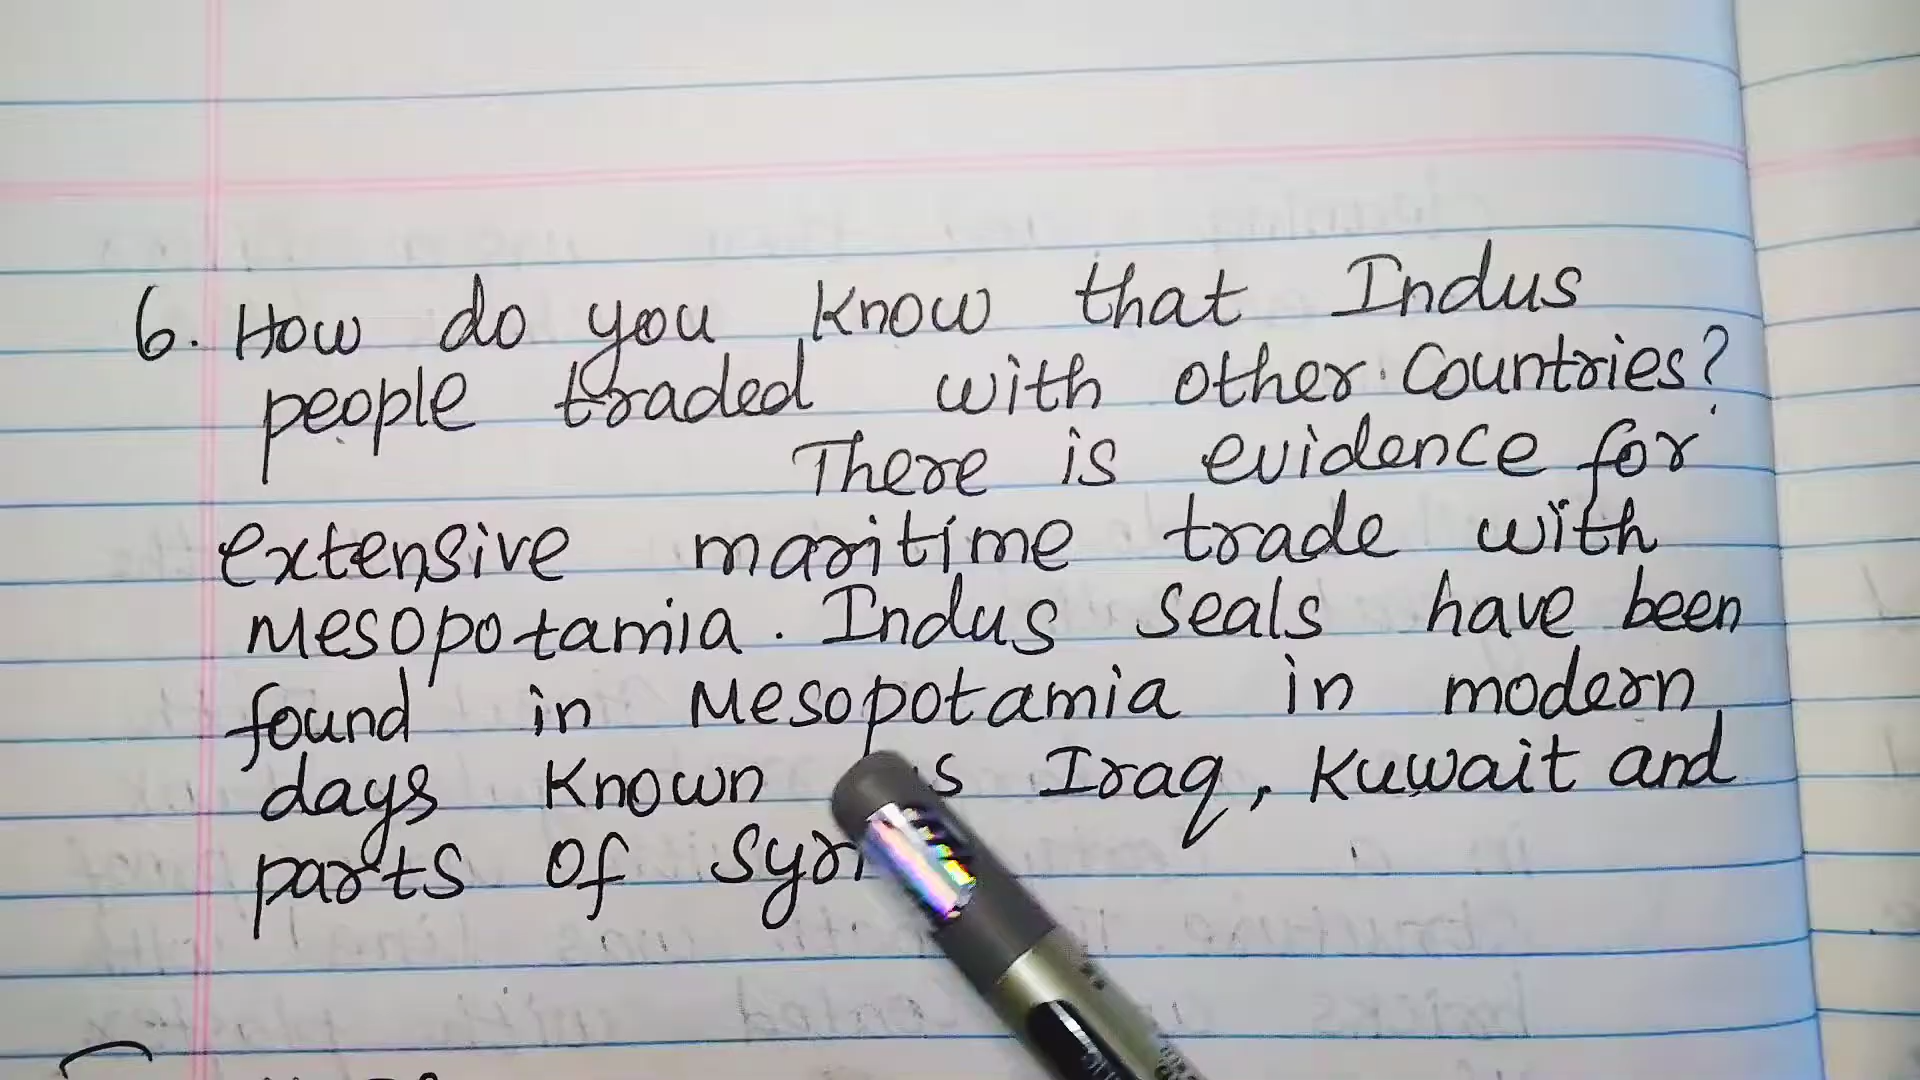 6. How do you know that Indus
people traded with other countries?
There is evidence for
extensive maritime trade with
Mesopotamia. Indus seals have been
found in Mesopotamia in modern
days known Iraq, Kuwait and
parts of